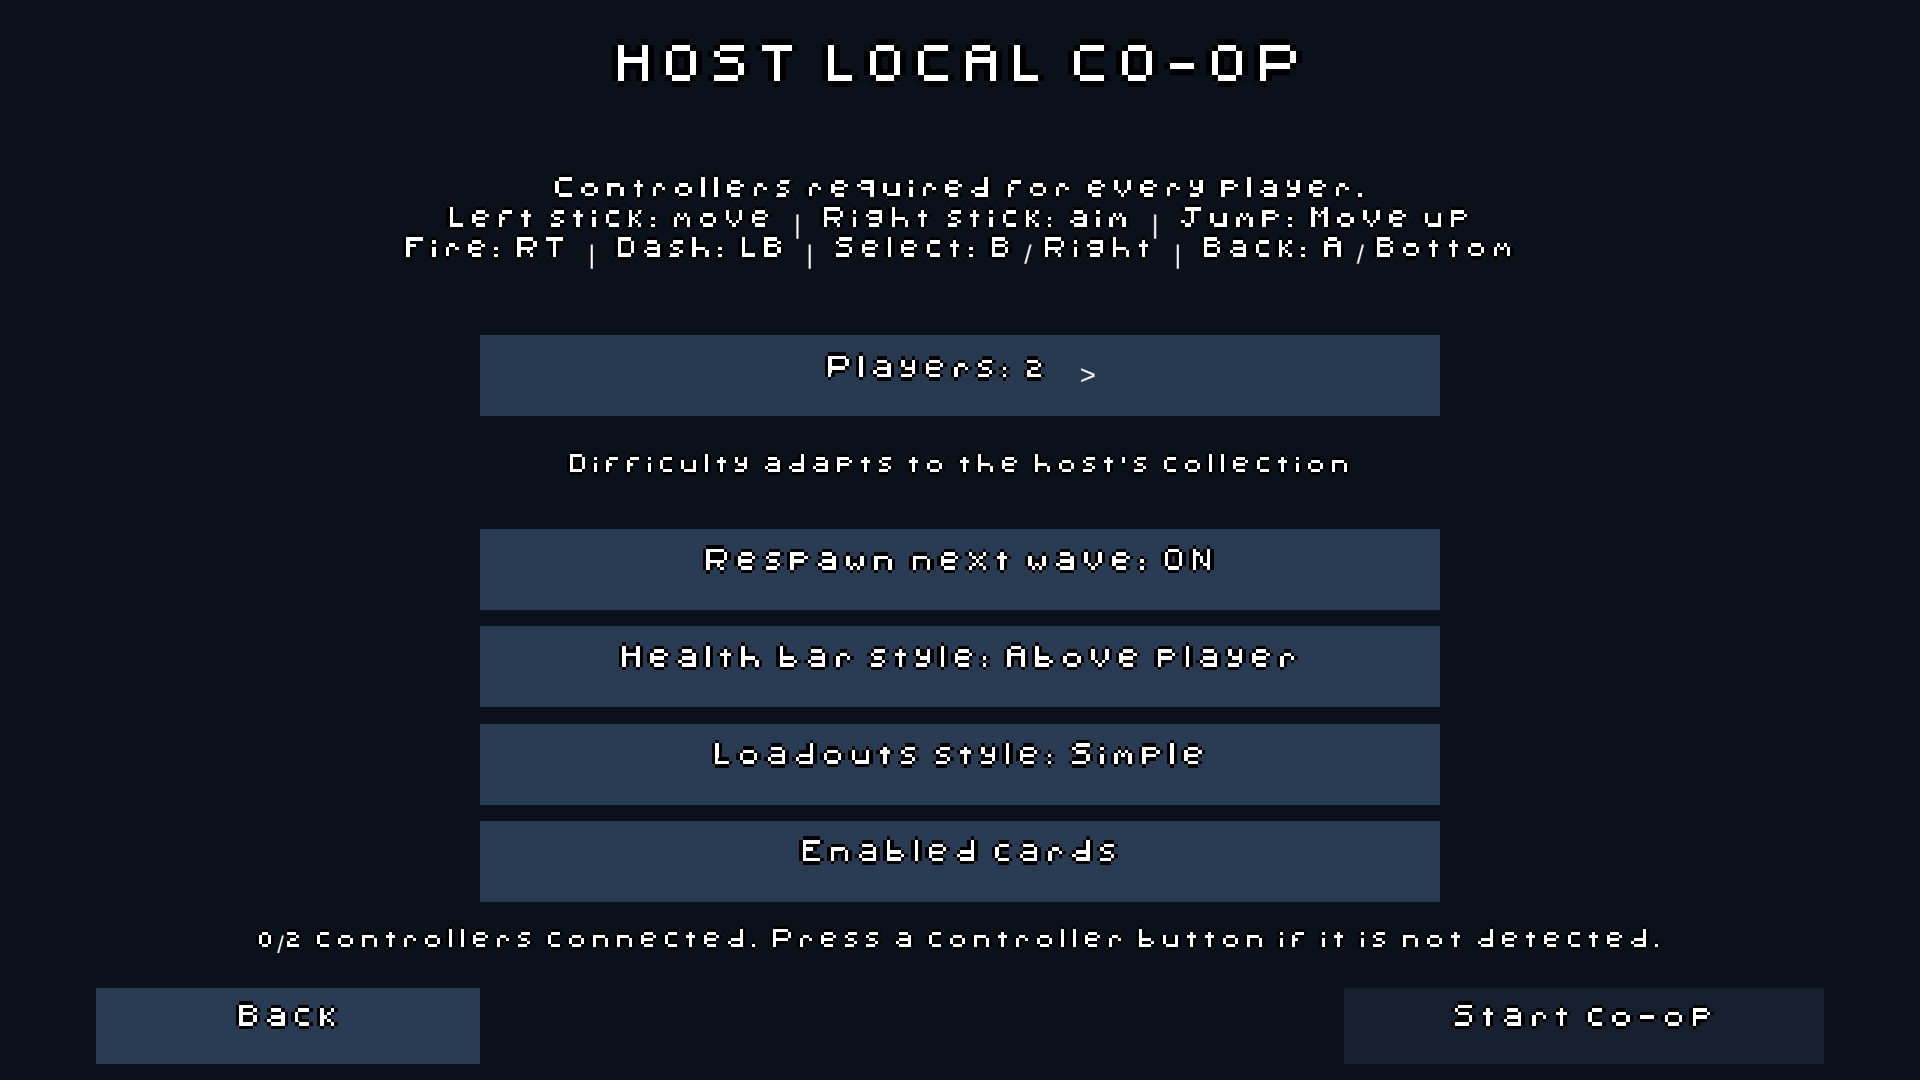 HOST LOCAL CO-OP
Controllers required for every player.
Left stick: move | Right stick: aim | Jump: Move up
Fire: RT | Dash: LB | Select: B / Right | Back: A / Bottom
Players: 2 >
Difficulty adapts to the host's collection
Respawn next wave: ON
Health bar style: Above player
Loadouts style: Simple
Enabled cards
0/2 controllers connected. Press a controller button if it is not detected.
Back
Start co-op